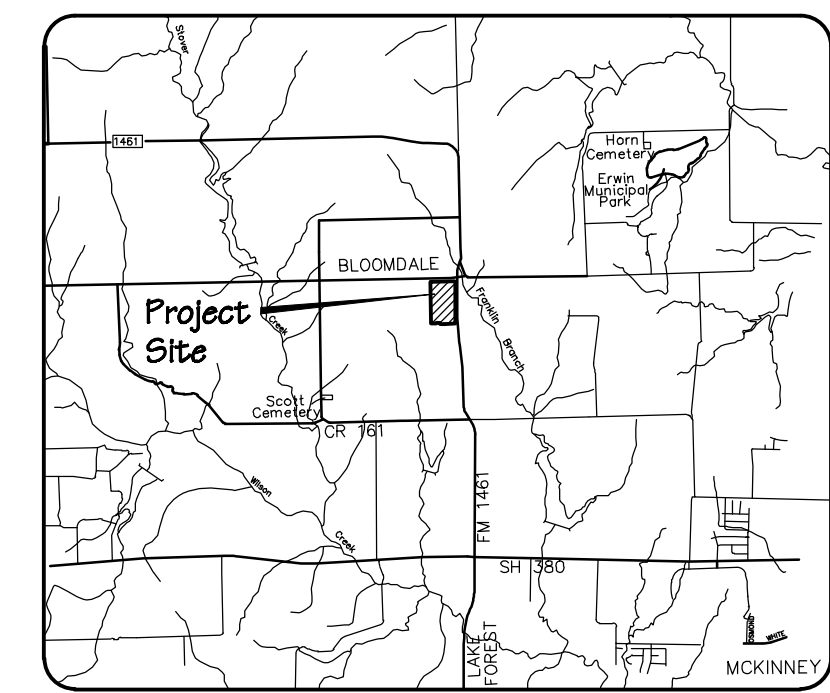 Stover
1461
Horn
Cemetery
Erwin
Municipal
Park
BLOOMDALE
Project
Site
Creek
Franklin
Branch
Scott
Cemetery
CR 161
Wilson
Creek
FM 1461
SH 380
LAKE
FOREST
OSMOND
WHITE
MCKINNEY